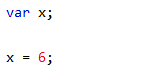 var x;
x = 6;